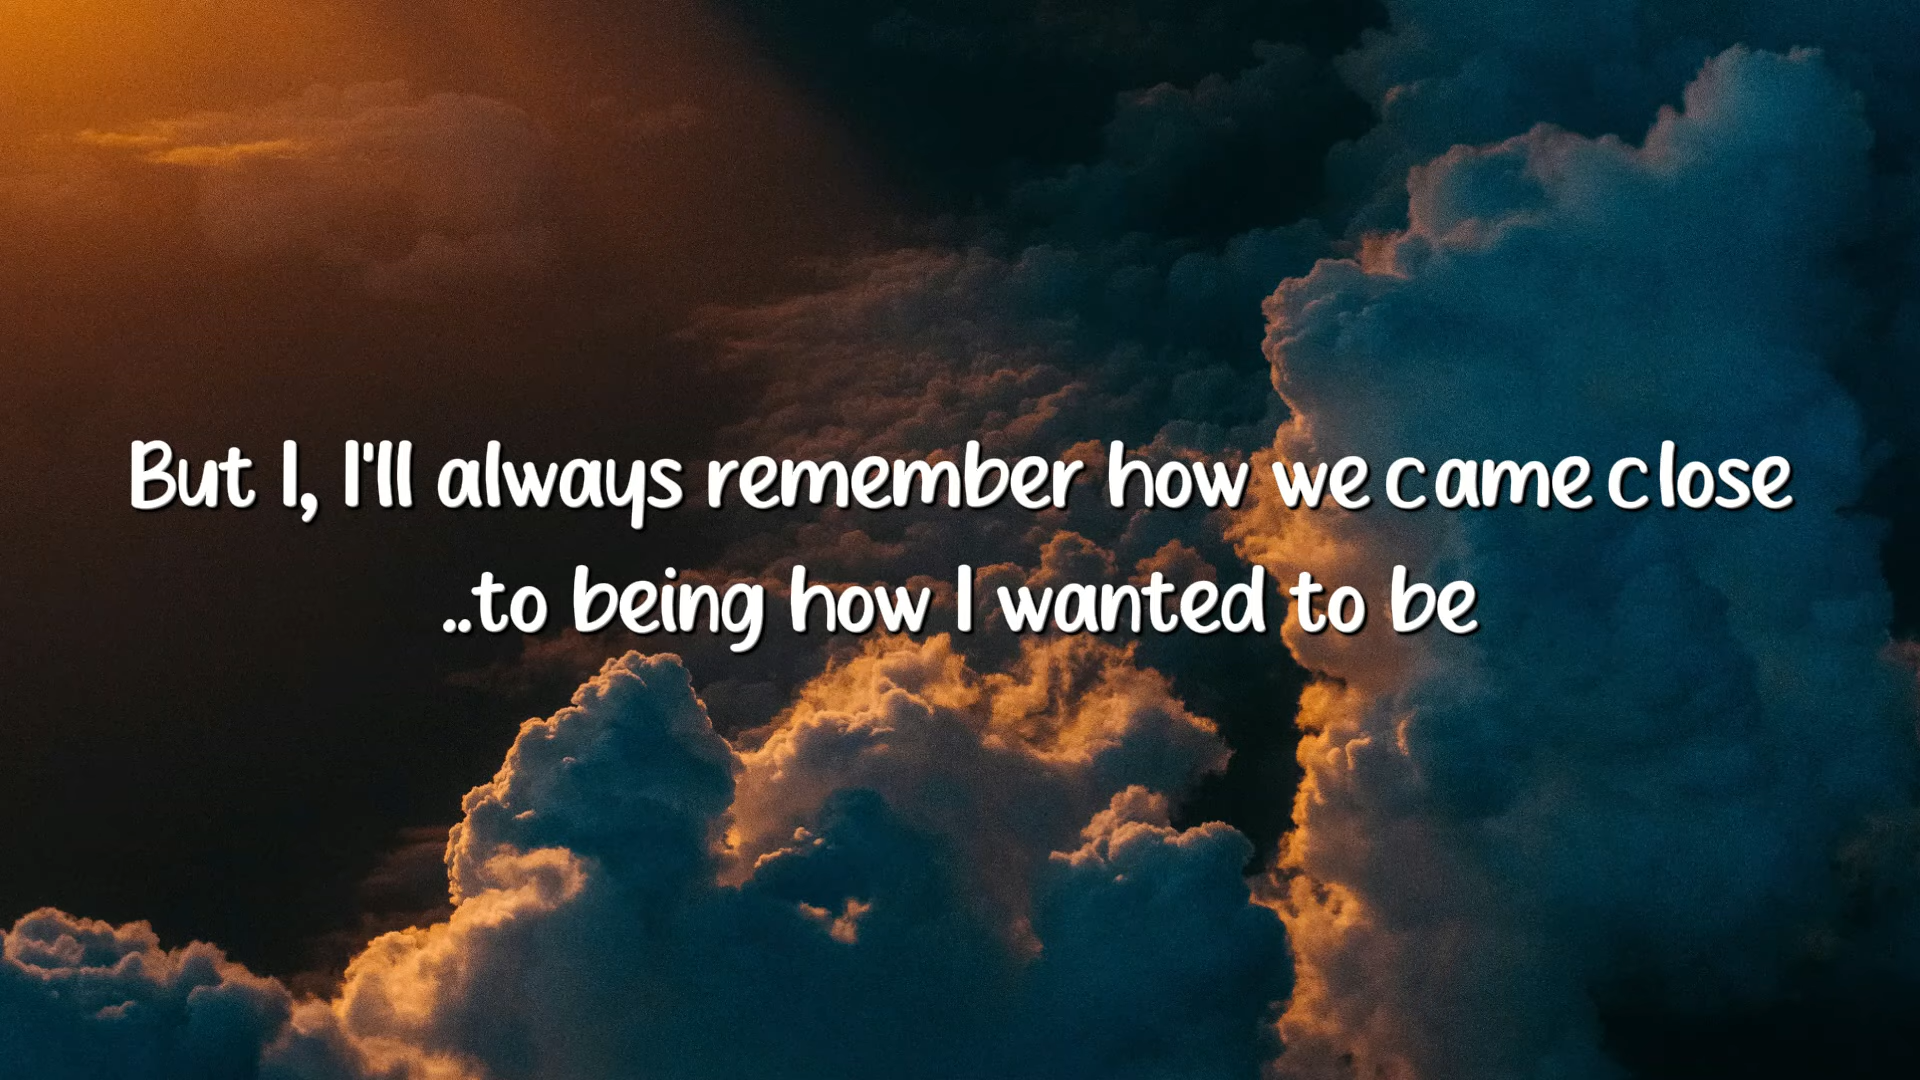 But I, I'll always remember how we came close
..to being how I wanted to be